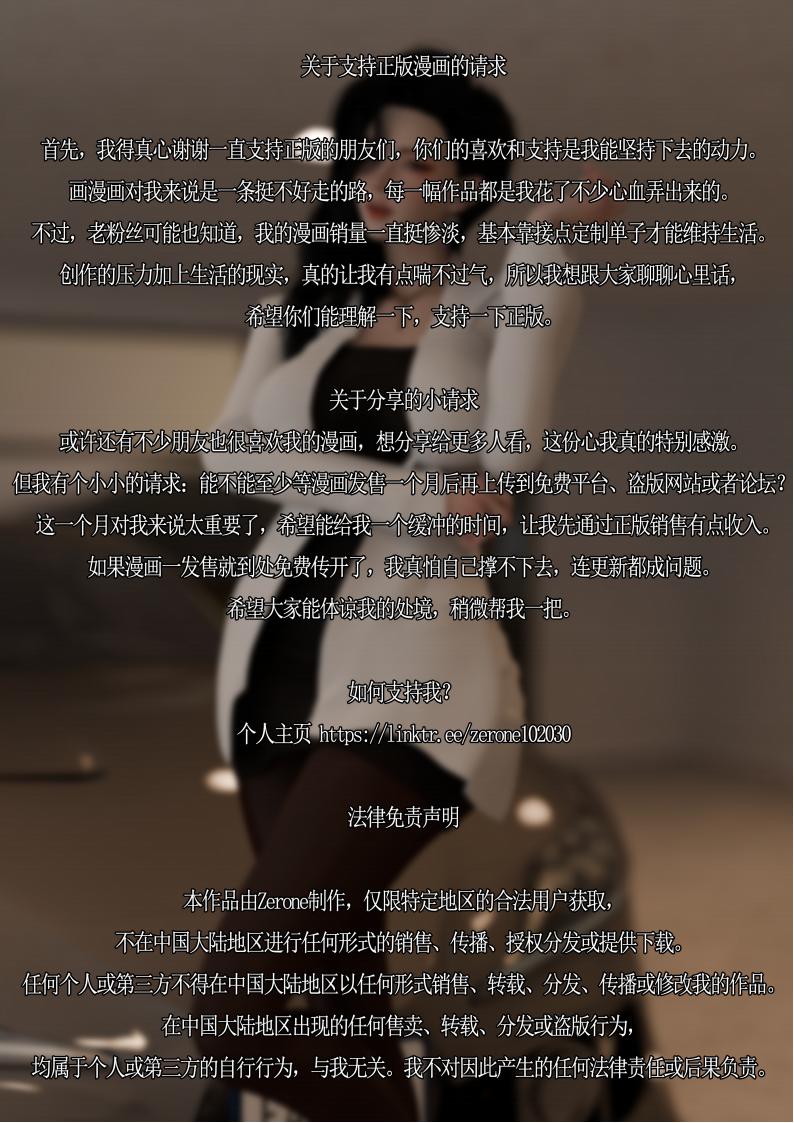 关于支持正版漫画的请求
首先，我得真心谢谢一直支持正版的朋友们，你们的喜欢和支持是我能坚持下去的动力。
画漫画对我来说是一条挺不好走的路，每一幅作品都是我花了不少心血弄出来的。
不过，老粉丝可能也知道，我的漫画销量一直挺惨淡，基本靠接点定制单子才能维持生活。
创作的压力加上生活的现实，真的让我有点喘不过气，所以我想跟大家聊聊心里话，
希望你们能理解一下，支持一下正版。
关于分享的小请求
或许还有不少朋友也很喜欢我的漫画，想分享给更多人看，这份心我真的特别感激。
但我有个小小的请求：能不能至少等漫画发售一个月后再上传到免费平台、盗版网站或者论坛？
这一个月对我来说太重要了，希望能给我一个缓冲的时间，让我先通过正版销售有点收入。
如果漫画一发售就到处免费传开了，我真怕自己撑不下去，连更新都成问题。
希望大家能体谅我的处境，稍微帮我一把。
如何支持我？
个人主页 https://linktr.ee/zerone102030
法律免责声明
本作品由Zerone制作，仅限特定地区的合法用户获取，
不在中国大陆地区进行任何形式的销售、传播、授权分发或提供下载。
任何个人或第三方不得在中国大陆地区以任何形式销售、转载、分发、传播或修改我的作品。
在中国大陆地区出现的任何售卖、转载、分发或盗版行为，
均属于个人或第三方的自行行为，与我无关。我不对因此产生的任何法律责任或后果负责。